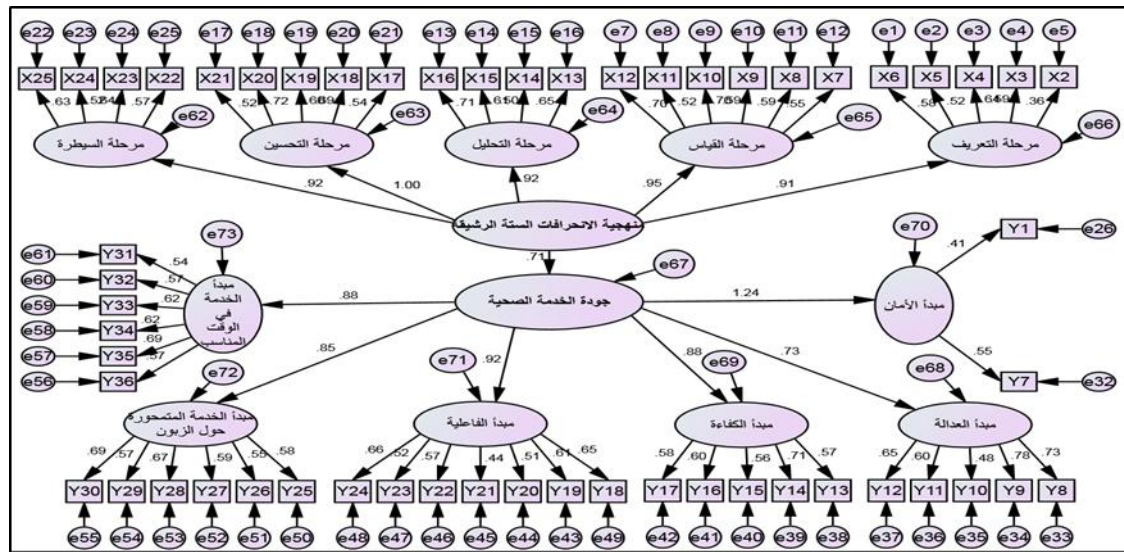 e22 e23 e24 e25 e17 e18 e19 e20 e21 e13 e14 e15 e16 e7 e8 e9 e10 e11 e12 e1 e2 e3 e4 e5
X25 X24 X23 X22 X21 X20 X19 X18 X17 X16 X15 X14 X13 X12 X11 X10 X9 X8 X7 X6 X5 X4 X3 X2
.63 .57 .52 .72 .54 .71 .65 .70 .52 .59 .55 .58 .52 .36
e62 e63 e64 e65 e66
مرحلة السيطرة مرحلة التحسين مرحلة التحليل مرحلة القياس مرحلة التعريف
.92 1.00 .92 .95 .91
منهجية الانحرافات الستة الرشيقة
.71
e73 e67 e70
Y1 e26
.41
e61 Y31 .54
e60 Y32 .57
e59 Y33 .62
e58 Y34 .62
e57 Y35 .69
e56 Y36 .57
مبدأ
الخدمة
في
الوقت
المناسب
.88
جودة الخدمة الصحية
1.24
مبدأ الأمان
.55
Y7 e32
.85 .92 .88 .73
e72 e71 e69 e68
مبدأ الخدمة المتمحورة
حول الزبون
مبدأ الفاعلية
مبدأ الكفاءة
مبدأ العدالة
.69 .57 .67 .59 .55 .58 .66 .52 .57 .44 .51 .61 .65 .58 .60 .56 .71 .57 .65 .60 .48 .78 .73
Y30 Y29 Y28 Y27 Y26 Y25 Y24 Y23 Y22 Y21 Y20 Y19 Y18 Y17 Y16 Y15 Y14 Y13 Y12 Y11 Y10 Y9 Y8
e55 e54 e53 e52 e51 e50 e48 e47 e46 e45 e44 e43 e49 e42 e41 e40 e39 e38 e37 e36 e35 e34 e33